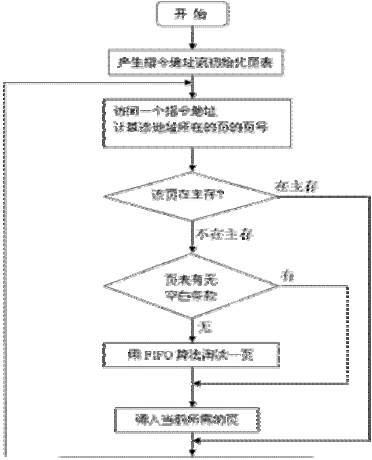 开 始
产生指令地址流初始化页表
访问一个指令地址,
计算该地址所在的页的页号
该页在主存?
在主存
不在主存
页表有无
空白条款
有
无
用 FIFO 算法淘汰一页
调入当前所需的页